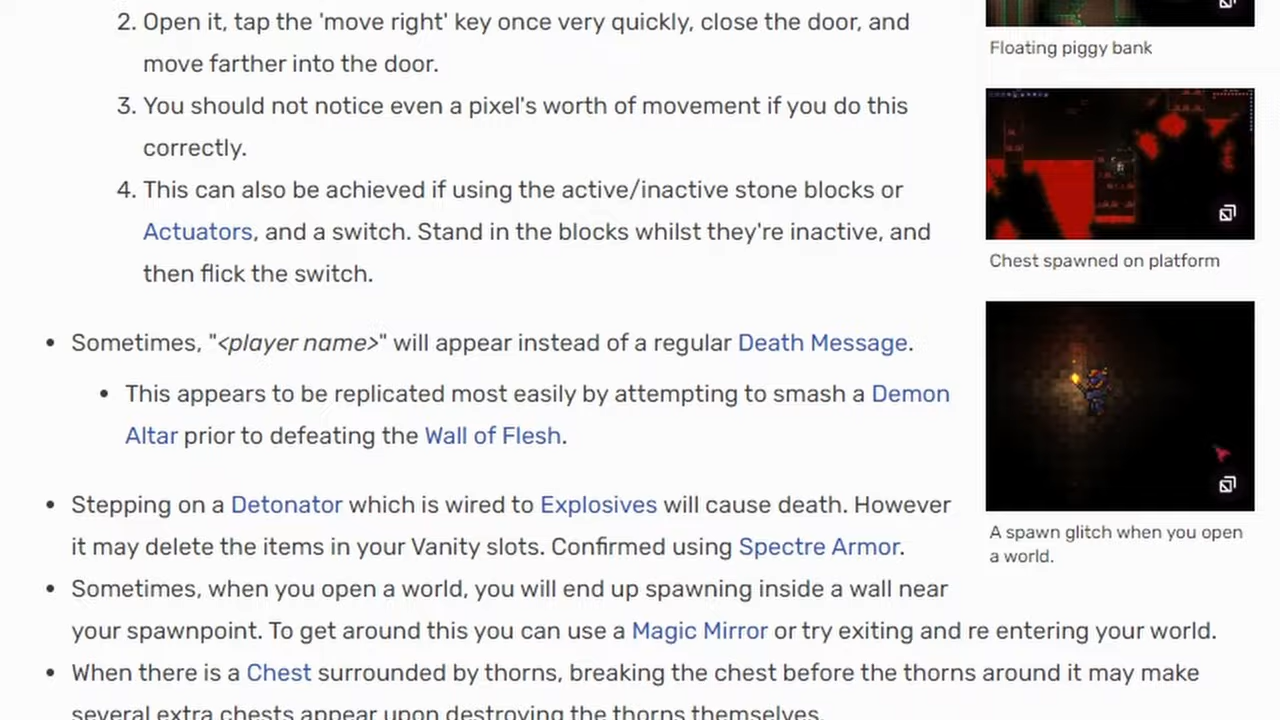 2. Open it, tap the 'move right' key once very quickly, close the door, and
move farther into the door.
3. You should not notice even a pixel's worth of movement if you do this
correctly.
4. This can also be achieved if using the active/inactive stone blocks or
Actuators, and a switch. Stand in the blocks whilst they're inactive, and
then flick the switch.
• Sometimes, "<player name>" will appear instead of a regular Death Message.
• This appears to be replicated most easily by attempting to smash a Demon
Altar prior to defeating the Wall of Flesh.
• Stepping on a Detonator which is wired to Explosives will cause death. However
it may delete the items in your Vanity slots. Confirmed using Spectre Armor.
• Sometimes, when you open a world, you will end up spawning inside a wall near
your spawnpoint. To get around this you can use a Magic Mirror or try exiting and re entering your world.
• When there is a Chest surrounded by thorns, breaking the chest before the thorns around it may make
several extra chests appear upon destroying the thorns themselves.
Floating piggy bank
Chest spawned on platform
A spawn glitch when you open
a world.